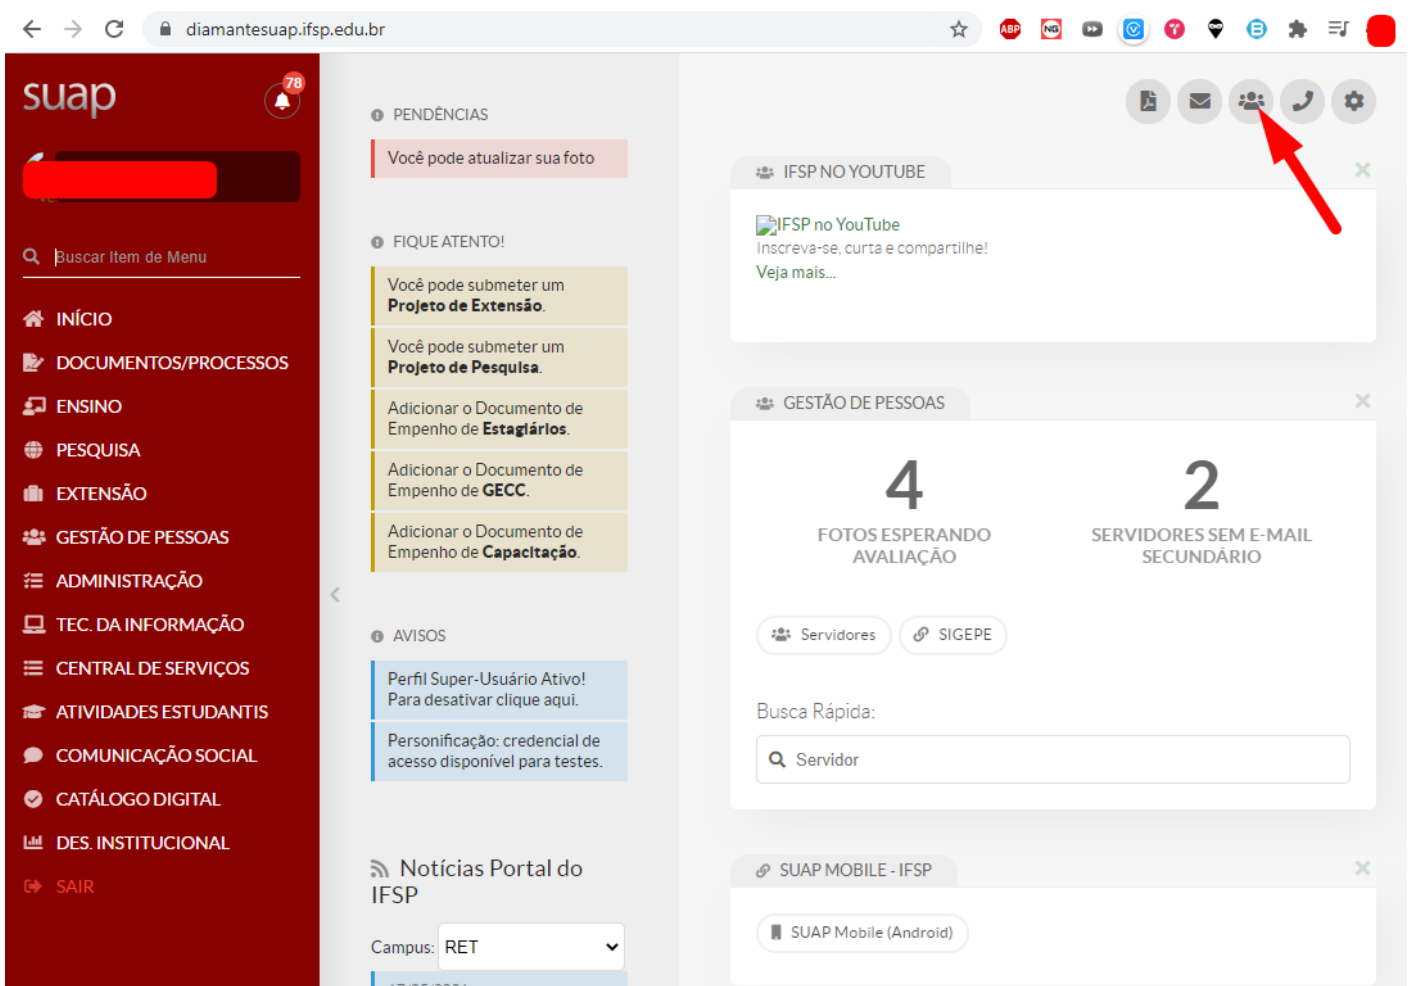 diamantesuap.ifsp.edu.br
ABP
NG
suap
78
Buscar Item de Menu
INÍCIO
DOCUMENTOS/PROCESSOS
ENSINO
PESQUISA
EXTENSÃO
GESTÃO DE PESSOAS
ADMINISTRAÇÃO
TEC. DA INFORMAÇÃO
CENTRAL DE SERVIÇOS
ATIVIDADES ESTUDANTIS
COMUNICAÇÃO SOCIAL
CATÁLOGO DIGITAL
DES. INSTITUCIONAL
SAIR
PENDÊNCIAS
Você pode atualizar sua foto
FIQUE ATENTO!
Você pode submeter um
Projeto de Extensão.
Você pode submeter um
Projeto de Pesquisa.
Adicionar o Documento de
Empenho de Estagiários.
Adicionar o Documento de
Empenho de GECC.
Adicionar o Documento de
Empenho de Capacitação.
AVISOS
Perfil Super-Usuário Ativo!
Para desativar clique aqui.
Personificação: credencial de
acesso disponível para testes.
Notícias Portal do
IFSP
Campus: RET
IFSP NO YOUTUBE
IFSP no YouTube
Inscreva-se, curta e compartilhe!
Veja mais...
GESTÃO DE PESSOAS
4
FOTOS ESPERANDO
AVALIAÇÃO
2
SERVIDORES SEM E-MAIL
SECUNDÁRIO
Servidores
SIGEPE
Busca Rápida:
Servidor
SUAP MOBILE - IFSP
SUAP Mobile (Android)